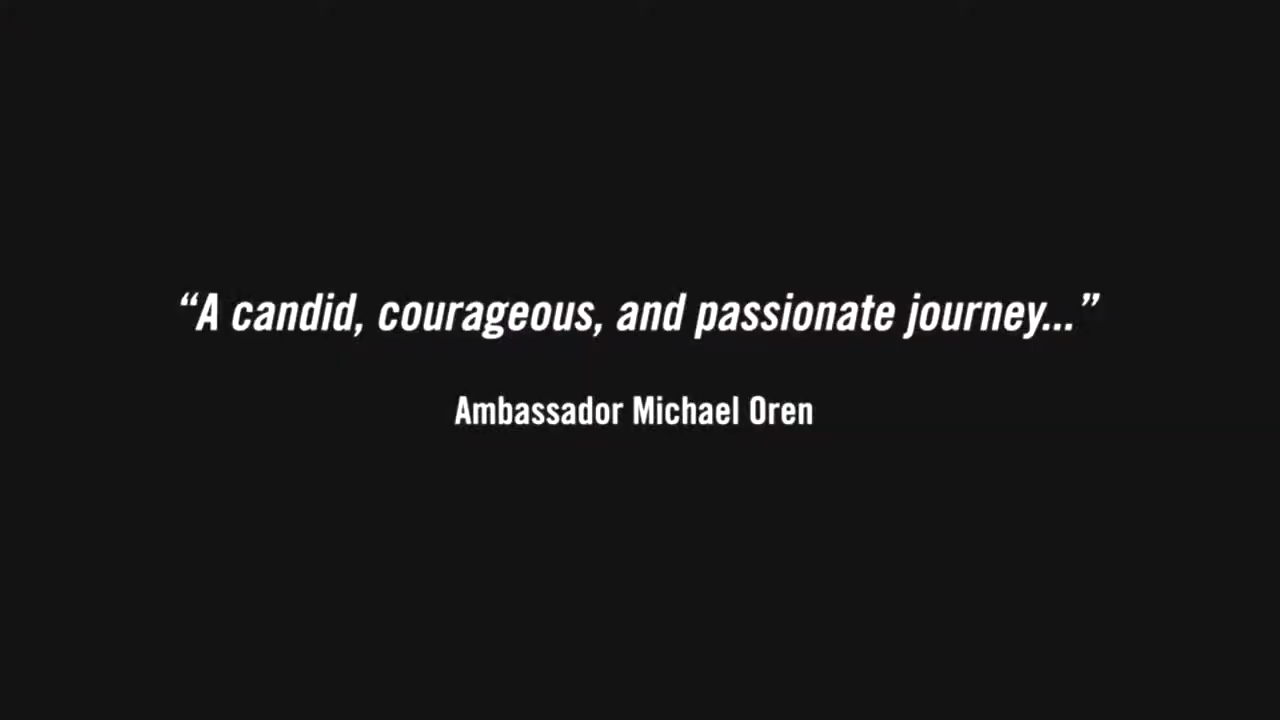 “A candid, courageous, and passionate journey...”
Ambassador Michael Oren